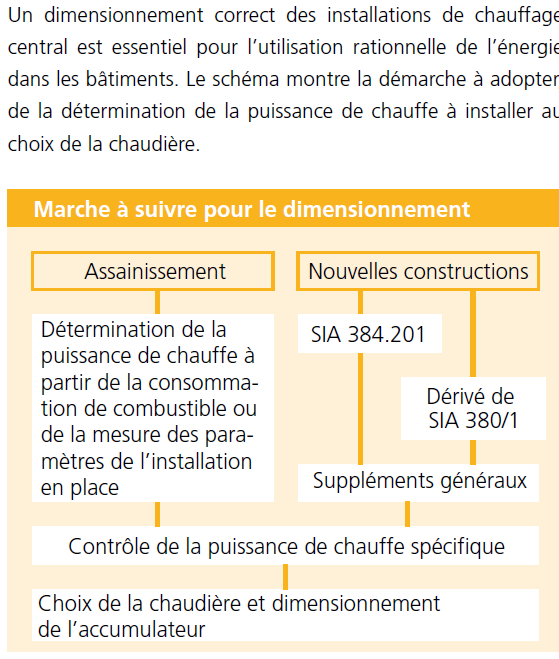 Un dimensionnement correct des installations de chauffage
central est essentiel pour l'utilisation rationnelle de l'énergie
dans les bâtiments. Le schéma montre la démarche à adopter,
de la détermination de la puissance de chauffe à installer au
choix de la chaudière.
Marche à suivre pour le dimensionnement
Assainissement
Nouvelles constructions
Détermination de la
puissance de chauffe à
partir de la consomma-
tion de combustible ou
de la mesure des para-
mètres de l'installation
en place
SIA 384.201
Dérivé de
SIA 380/1
Suppléments généraux
Contrôle de la puissance de chauffe spécifique
Choix de la chaudière et dimensionnement
de l'accumulateur